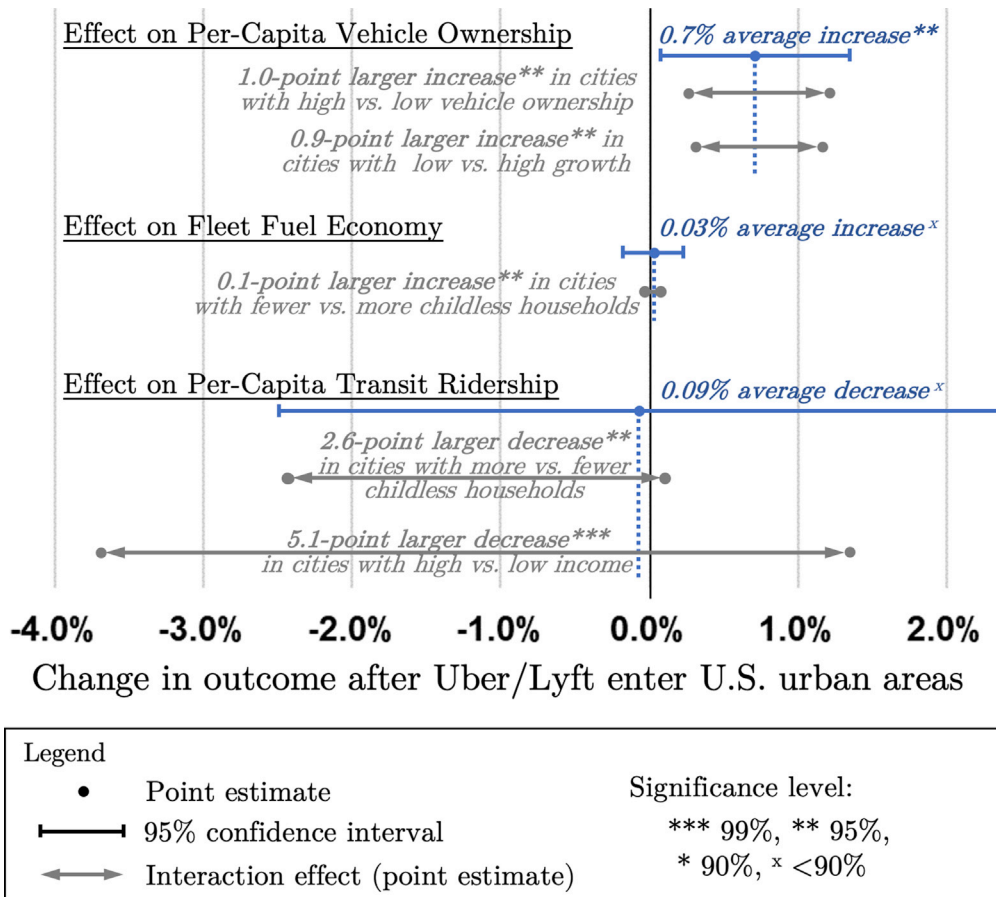 Effect on Per-Capita Vehicle Ownership
0.7% average increase**
1.0-point larger increase** in cities
with high vs. low vehicle ownership
0.9-point larger increase** in
cities with low vs. high growth
Effect on Fleet Fuel Economy
0.03% average increase ˣ
0.1-point larger increase** in cities
with fewer vs. more childless households
Effect on Per-Capita Transit Ridership
0.09% average decrease ˣ
2.6-point larger decrease**
in cities with more vs. fewer
childless households
5.1-point larger decrease***
in cities with high vs. low income
-4.0% -3.0% -2.0% -1.0% 0.0% 1.0% 2.0%
Change in outcome after Uber/Lyft enter U.S. urban areas
Legend
Point estimate
95% confidence interval
Interaction effect (point estimate)
Significance level:
*** 99%, ** 95%,
* 90%, ˣ <90%